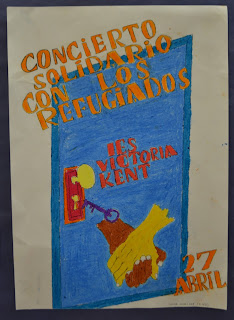 CONCIERTO
SOLIDARIO
CON LOS
REFUGIADOS
IES
VICTORIA
KENT
27
ABRIL